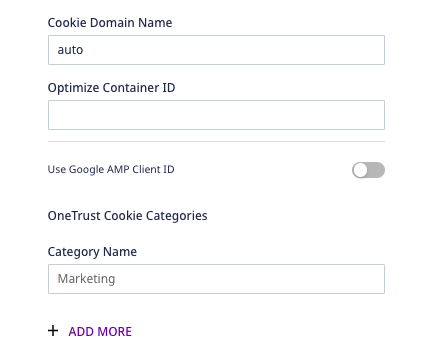 Cookie Domain Name
auto
Optimize Container ID
Use Google AMP Client ID
OneTrust Cookie Categories
Category Name
Marketing
+ ADD MORE